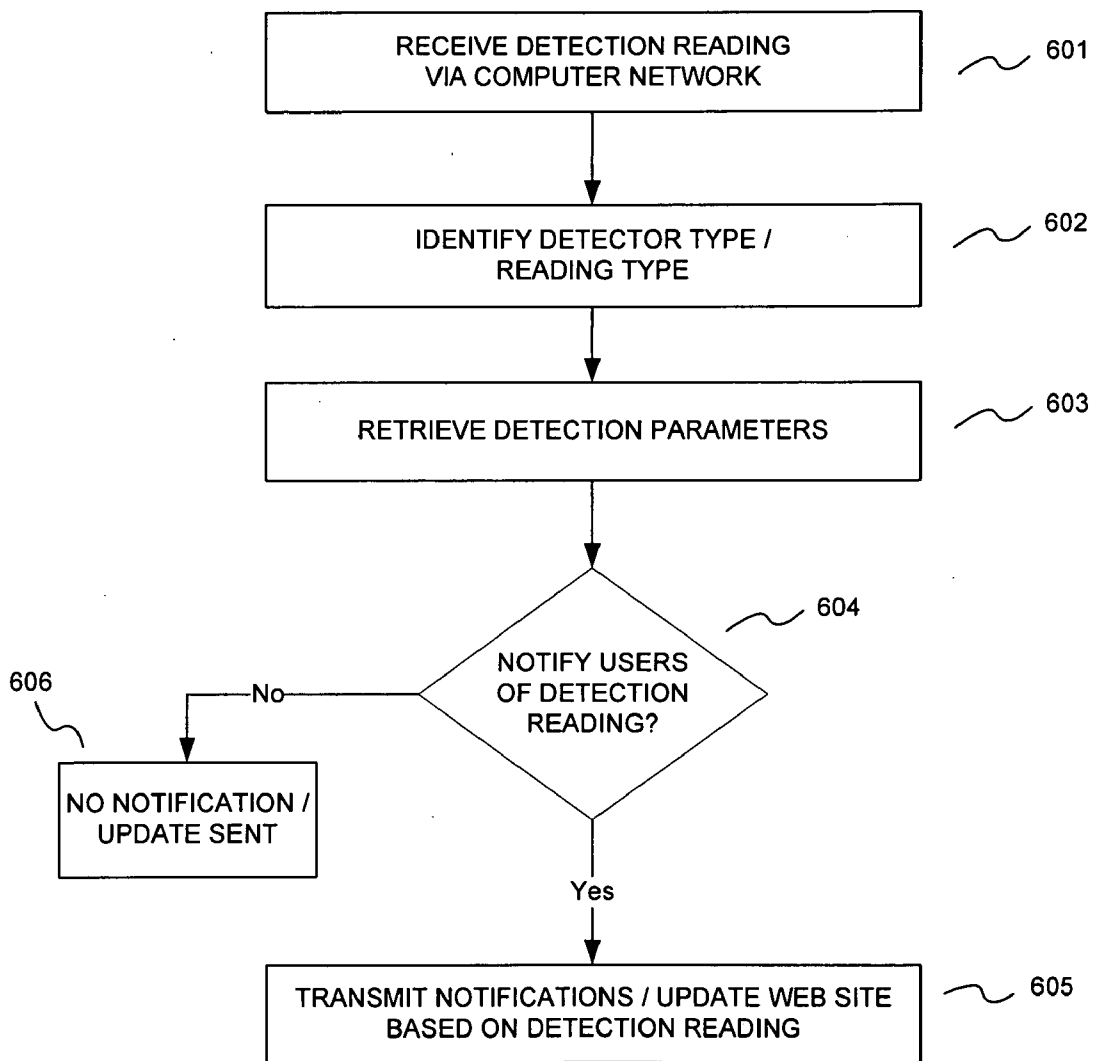 RECEIVE DETECTION READING
VIA COMPUTER NETWORK
601
IDENTIFY DETECTOR TYPE /
READING TYPE
602
RETRIEVE DETECTION PARAMETERS
603
NOTIFY USERS
OF DETECTION
READING?
604
606
No
NO NOTIFICATION /
UPDATE SENT
Yes
TRANSMIT NOTIFICATIONS / UPDATE WEB SITE
BASED ON DETECTION READING
605